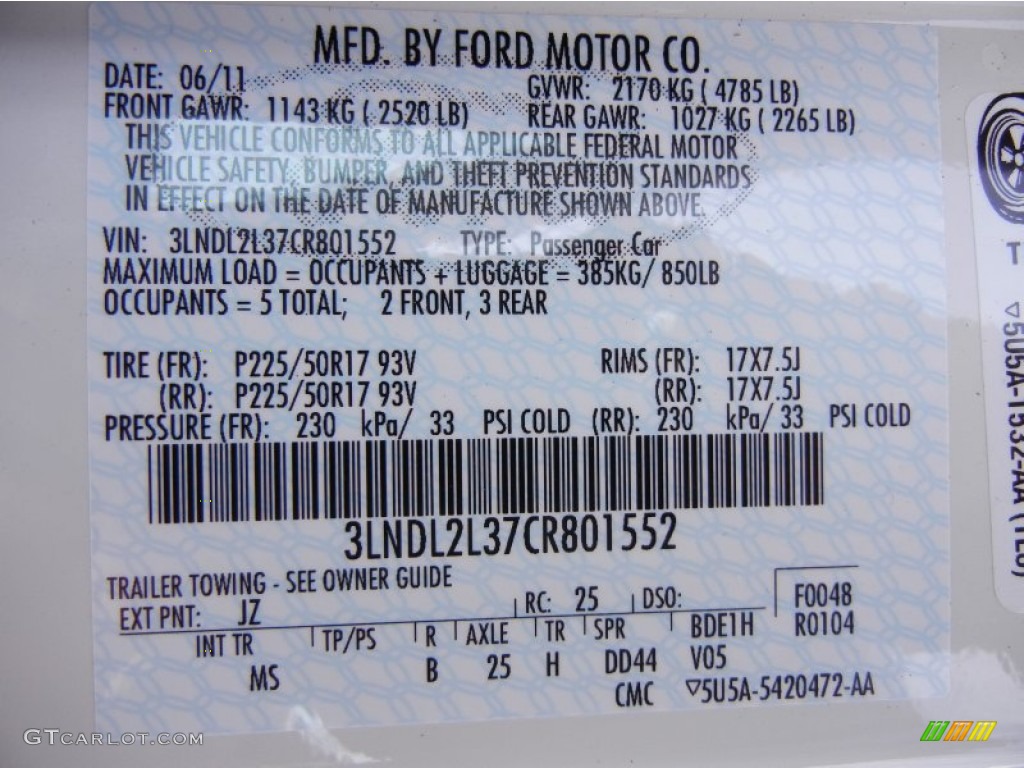 MFD. BY FORD MOTOR CO.
DATE: 06/11 GVWR: 2170 KG ( 4785 LB)
FRONT GAWR: 1143 KG ( 2520 LB) REAR GAWR: 1027 KG ( 2265 LB)
THIS VEHICLE CONFORMS TO ALL APPLICABLE FEDERAL MOTOR
VEHICLE SAFETY, BUMPER, AND THEFT PREVENTION STANDARDS
IN EFFECT ON THE DATE OF MANUFACTURE SHOWN ABOVE.
VIN: 3LNDL2L37CR801552 TYPE: Passenger Car
MAXIMUM LOAD = OCCUPANTS + LUGGAGE = 385KG/ 850LB
OCCUPANTS = 5 TOTAL; 2 FRONT, 3 REAR
TIRE (FR): P225/50R17 93V RIMS (FR): 17X7.5J
(RR): P225/50R17 93V (RR): 17X7.5J
PRESSURE (FR): 230 kPa/ 33 PSI COLD (RR): 230 kPa/ 33 PSI COLD
3LNDL2L37CR801552
TRAILER TOWING - SEE OWNER GUIDE
EXT PNT: JZ RC: 25 DSO: F0048
INT TR TP/PS R AXLE TR SPR BDE1H R0104
MS B 25 H DD44 V05
CMC ▽5U5A-5420472-AA
T ▽5U5A-1532-AA
GTCARLOT.COM